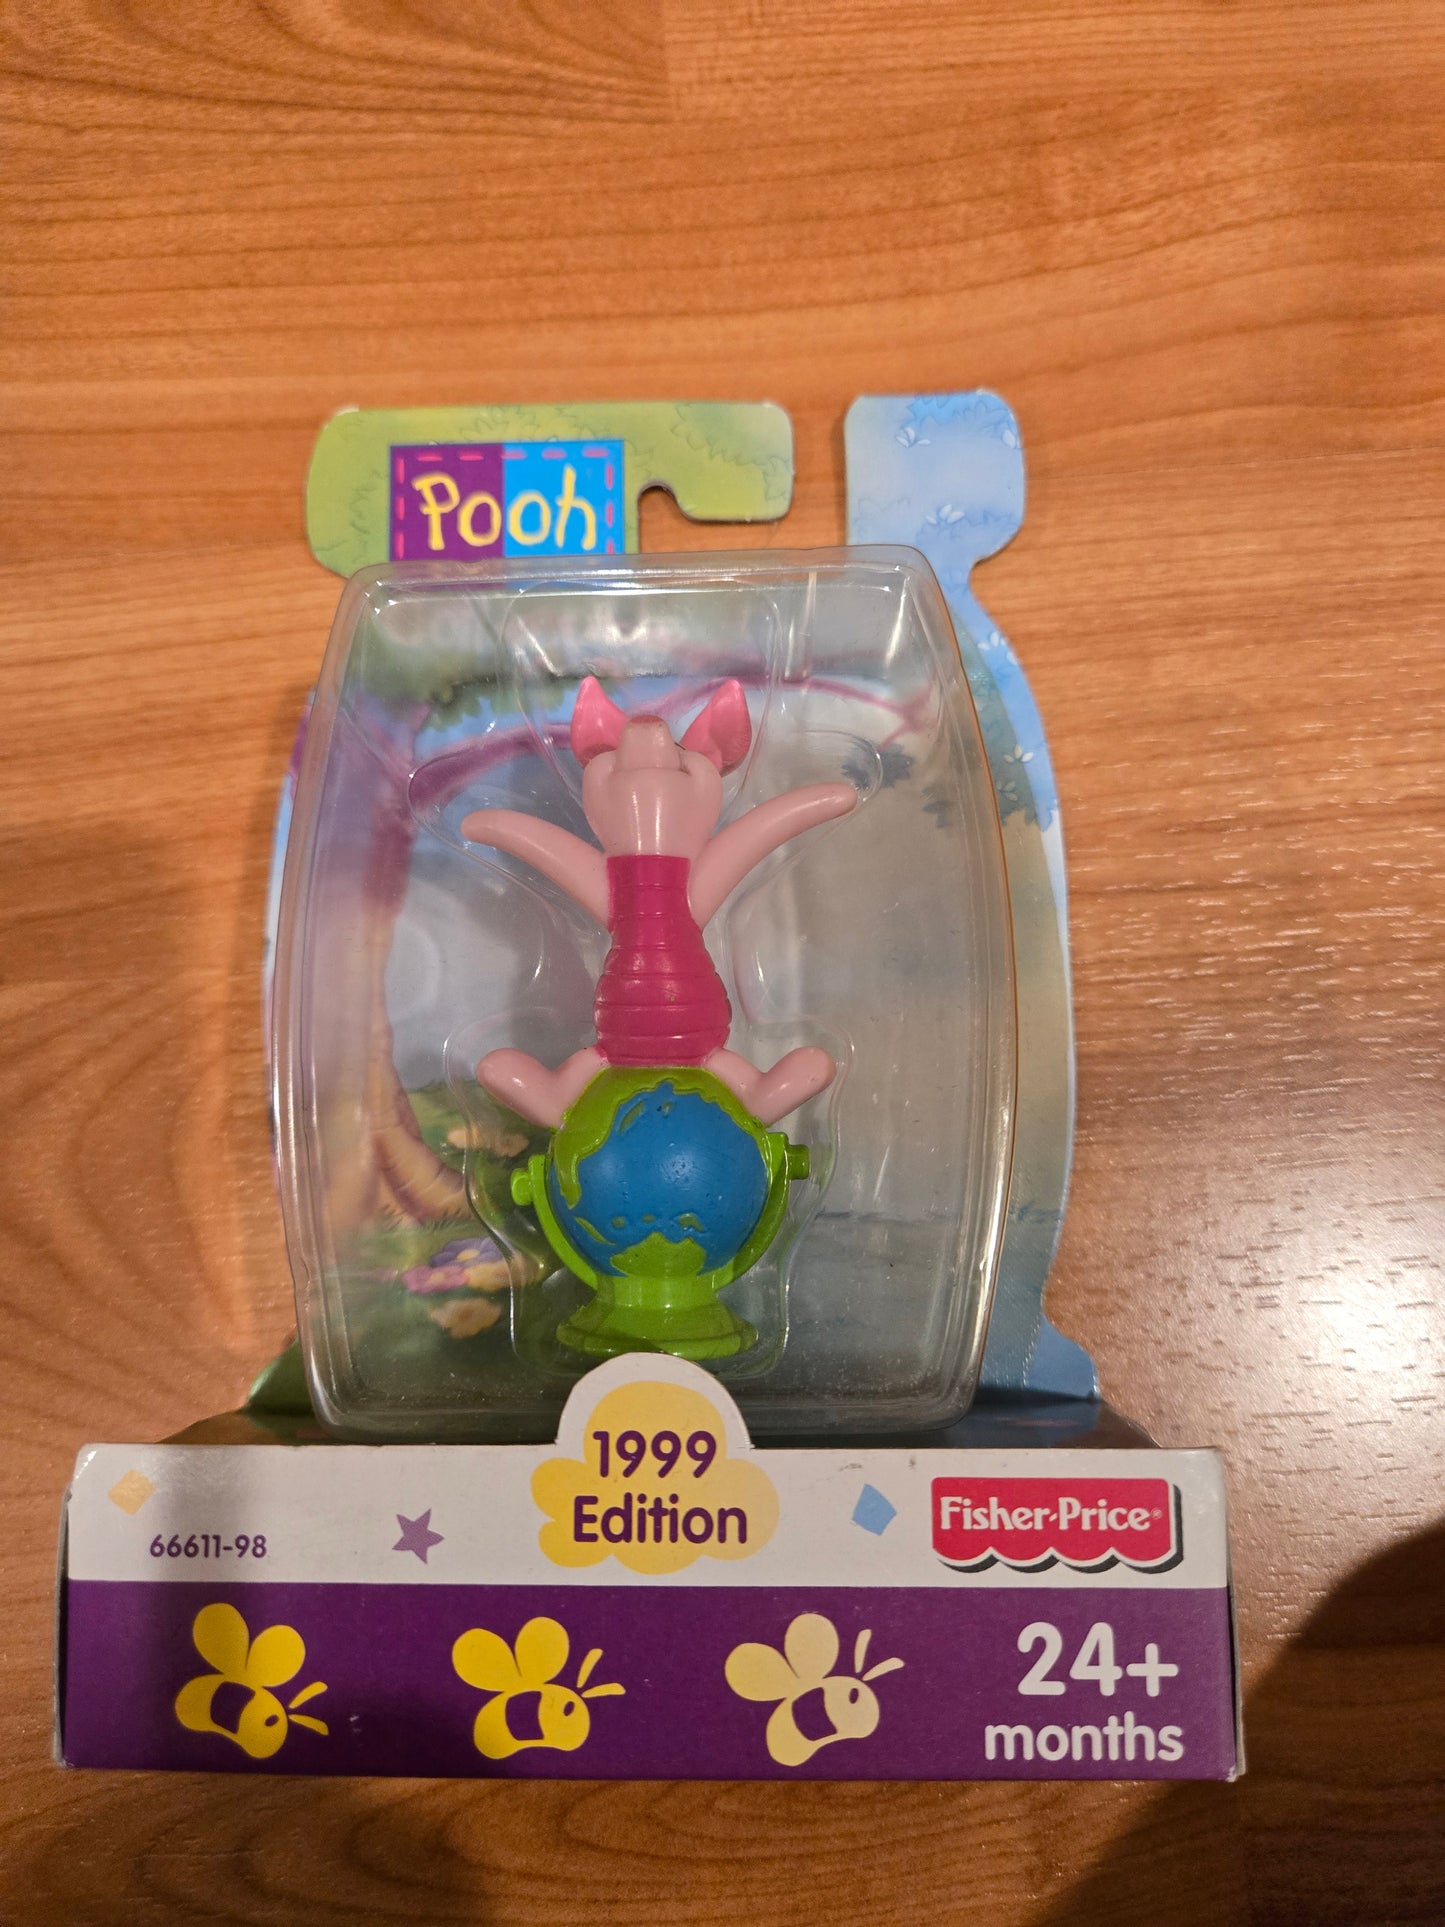 Pooh
1999
Edition
66611-98
Fisher-Price®
24+
months